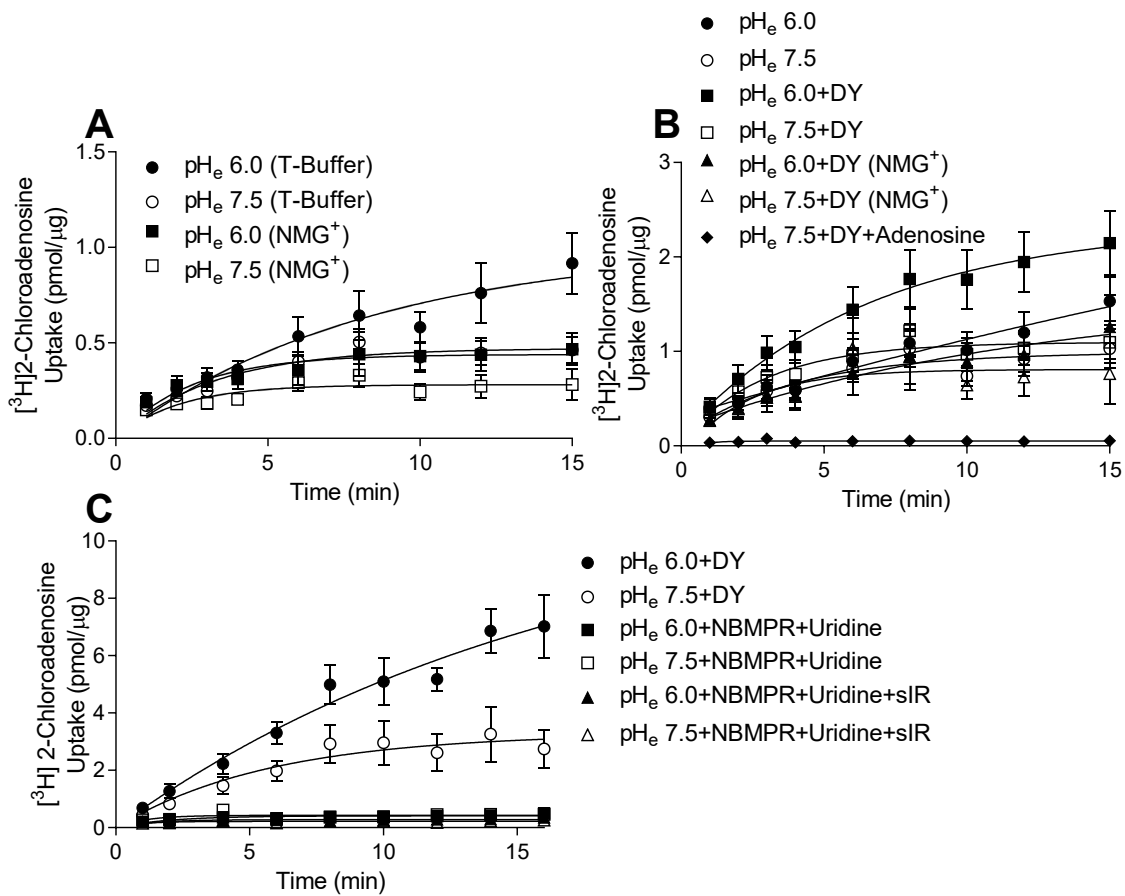 A
[³H]2-Chloroadenosine
Uptake (pmol/µg)
1.5
1.0
0.5
0.0
pHₑ 6.0 (T-Buffer)
pHₑ 7.5 (T-Buffer)
pHₑ 6.0 (NMG⁺)
pHₑ 7.5 (NMG⁺)
0 5 10 15
Time (min)
pHₑ 6.0
pHₑ 7.5
pHₑ 6.0+DY
pHₑ 7.5+DY
pHₑ 6.0+DY (NMG⁺)
pHₑ 7.5+DY (NMG⁺)
pHₑ 7.5+DY+Adenosine
B
[³H]2-Chloroadenosine
Uptake (pmol/µg)
3
2
1
0
0 5 10 15
Time (min)
C
[³H] 2-Chloroadenosine
Uptake (pmol/µg)
10
8
6
4
2
0
0 5 10 15
Time (min)
pHₑ 6.0+DY
pHₑ 7.5+DY
pHₑ 6.0+NBMPR+Uridine
pHₑ 7.5+NBMPR+Uridine
pHₑ 6.0+NBMPR+Uridine+sIR
pHₑ 7.5+NBMPR+Uridine+sIR